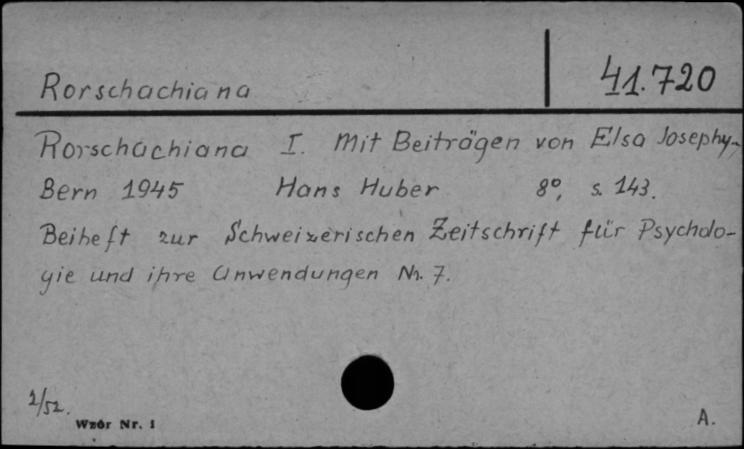 Rorschachiana 41.720
Rorschachiana I. Mit Beiträgen von Elsa Josephy-
Bern 1945 Hans Huber 8°, s. 143.
Beiheft zur Schweizerischen Zeitschrift für Psycholo-
gie und ihre Anwendungen Nr. 7.
2/52.
Wzór Nr. 1 A.